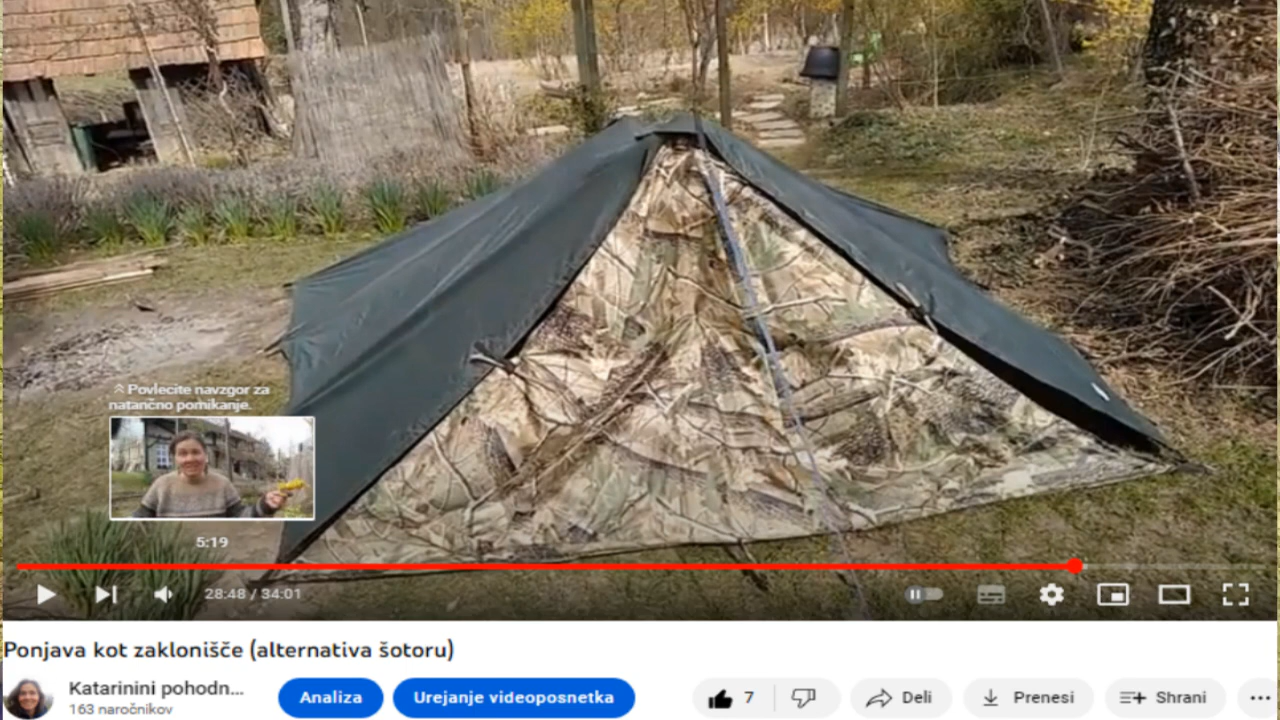 Povlecite navzgor za
natančno pomikanje.
5:19
28:48 / 34:01
Ponjava kot zaklonišče (alternativa šotoru)
Katarinini pohodn...
163 naročnikov
Analiza
Urejanje videoposnetka
7
Deli
Prenesi
Shrani